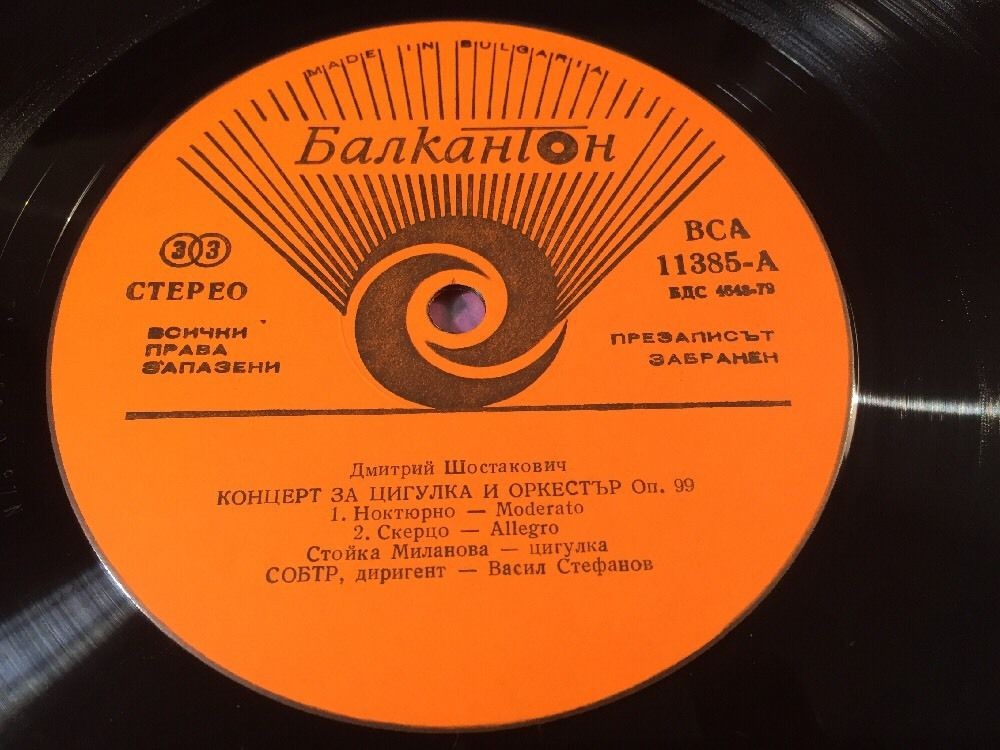 MADE IN BULGARIA
Балкантон
33
СТЕРЕО
ВСИЧКИ
ПРАВА
ЗАПАЗЕНИ
ВСА
11385-А
БДС 4648-79
ПРЕЗАПИСЪТ
ЗАБРАНЕН
Дмитрий Шостакович
КОНЦЕРТ ЗА ЦИГУЛКА И ОРКЕСТЪР Оп. 99
1. Ноктюрно — Moderato
2. Скерцо — Allegro
Стойка Миланова — цигулка
СОБТР, диригент — Васил Стефанов